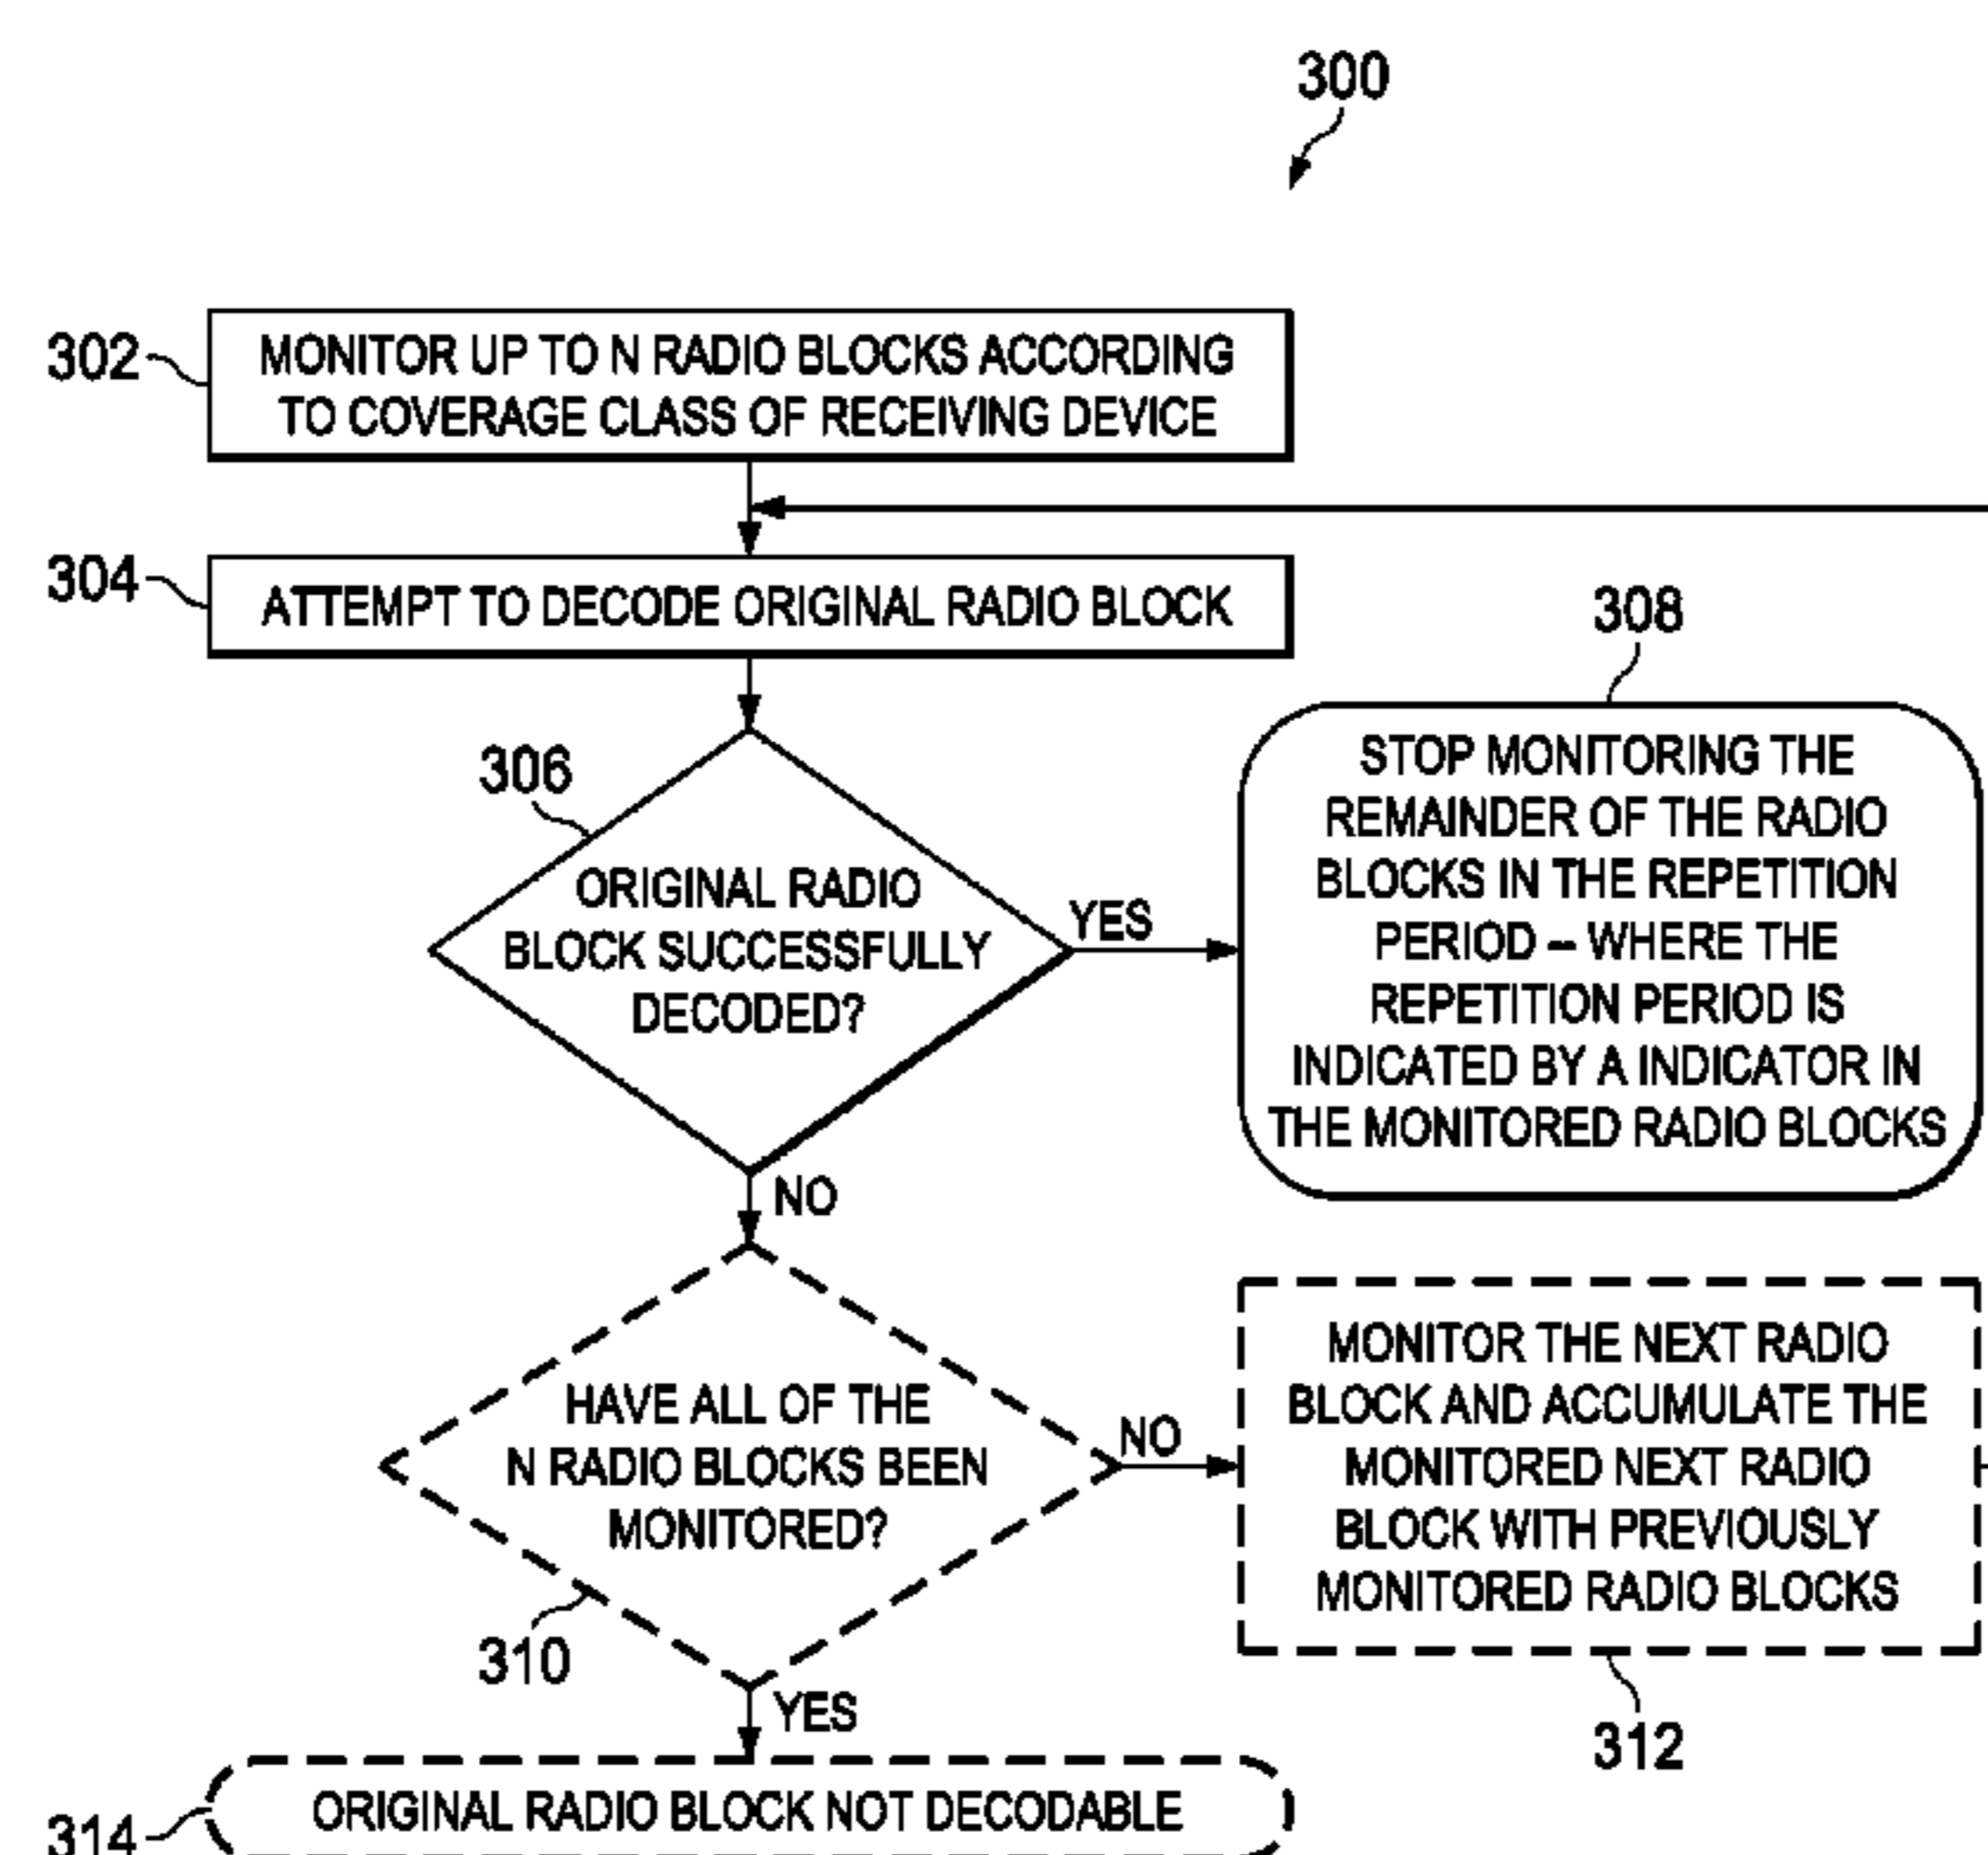 300
302
MONITOR UP TO N RADIO BLOCKS ACCORDING
TO COVERAGE CLASS OF RECEIVING DEVICE
304
ATTEMPT TO DECODE ORIGINAL RADIO BLOCK
306
ORIGINAL RADIO
BLOCK SUCCESSFULLY
DECODED?
YES
308
STOP MONITORING THE
REMAINDER OF THE RADIO
BLOCKS IN THE REPETITION
PERIOD -- WHERE THE
REPETITION PERIOD IS
INDICATED BY A INDICATOR IN
THE MONITORED RADIO BLOCKS
NO
HAVE ALL OF THE
N RADIO BLOCKS BEEN
MONITORED?
310
NO
MONITOR THE NEXT RADIO
BLOCK AND ACCUMULATE THE
MONITORED NEXT RADIO
BLOCK WITH PREVIOUSLY
MONITORED RADIO BLOCKS
312
YES
314
ORIGINAL RADIO BLOCK NOT DECODABLE